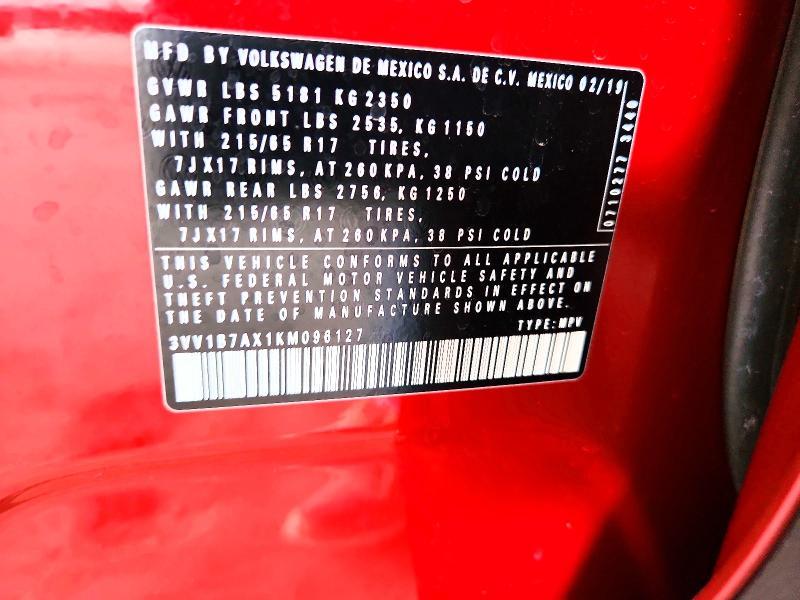 MFD BY VOLKSWAGEN DE MEXICO S.A. DE C.V. MEXICO 02/19
GVWR LBS 5181 KG 2350
GAWR FRONT LBS 2535, KG 1150
WITH 215/65 R17 TIRES,
7JX17 RIMS, AT 260 KPA, 38 PSI COLD
GAWR REAR LBS 2756, KG 1250
WITH 215/65 R17 TIRES,
7JX17 RIMS, AT 260 KPA, 38 PSI COLD
THIS VEHICLE CONFORMS TO ALL APPLICABLE
U.S. FEDERAL MOTOR VEHICLE SAFETY AND
THEFT PREVENTION STANDARDS IN EFFECT ON
THE DATE OF MANUFACTURE SHOWN ABOVE.
TYPE: MPV
3VV1B7AX1KM096127